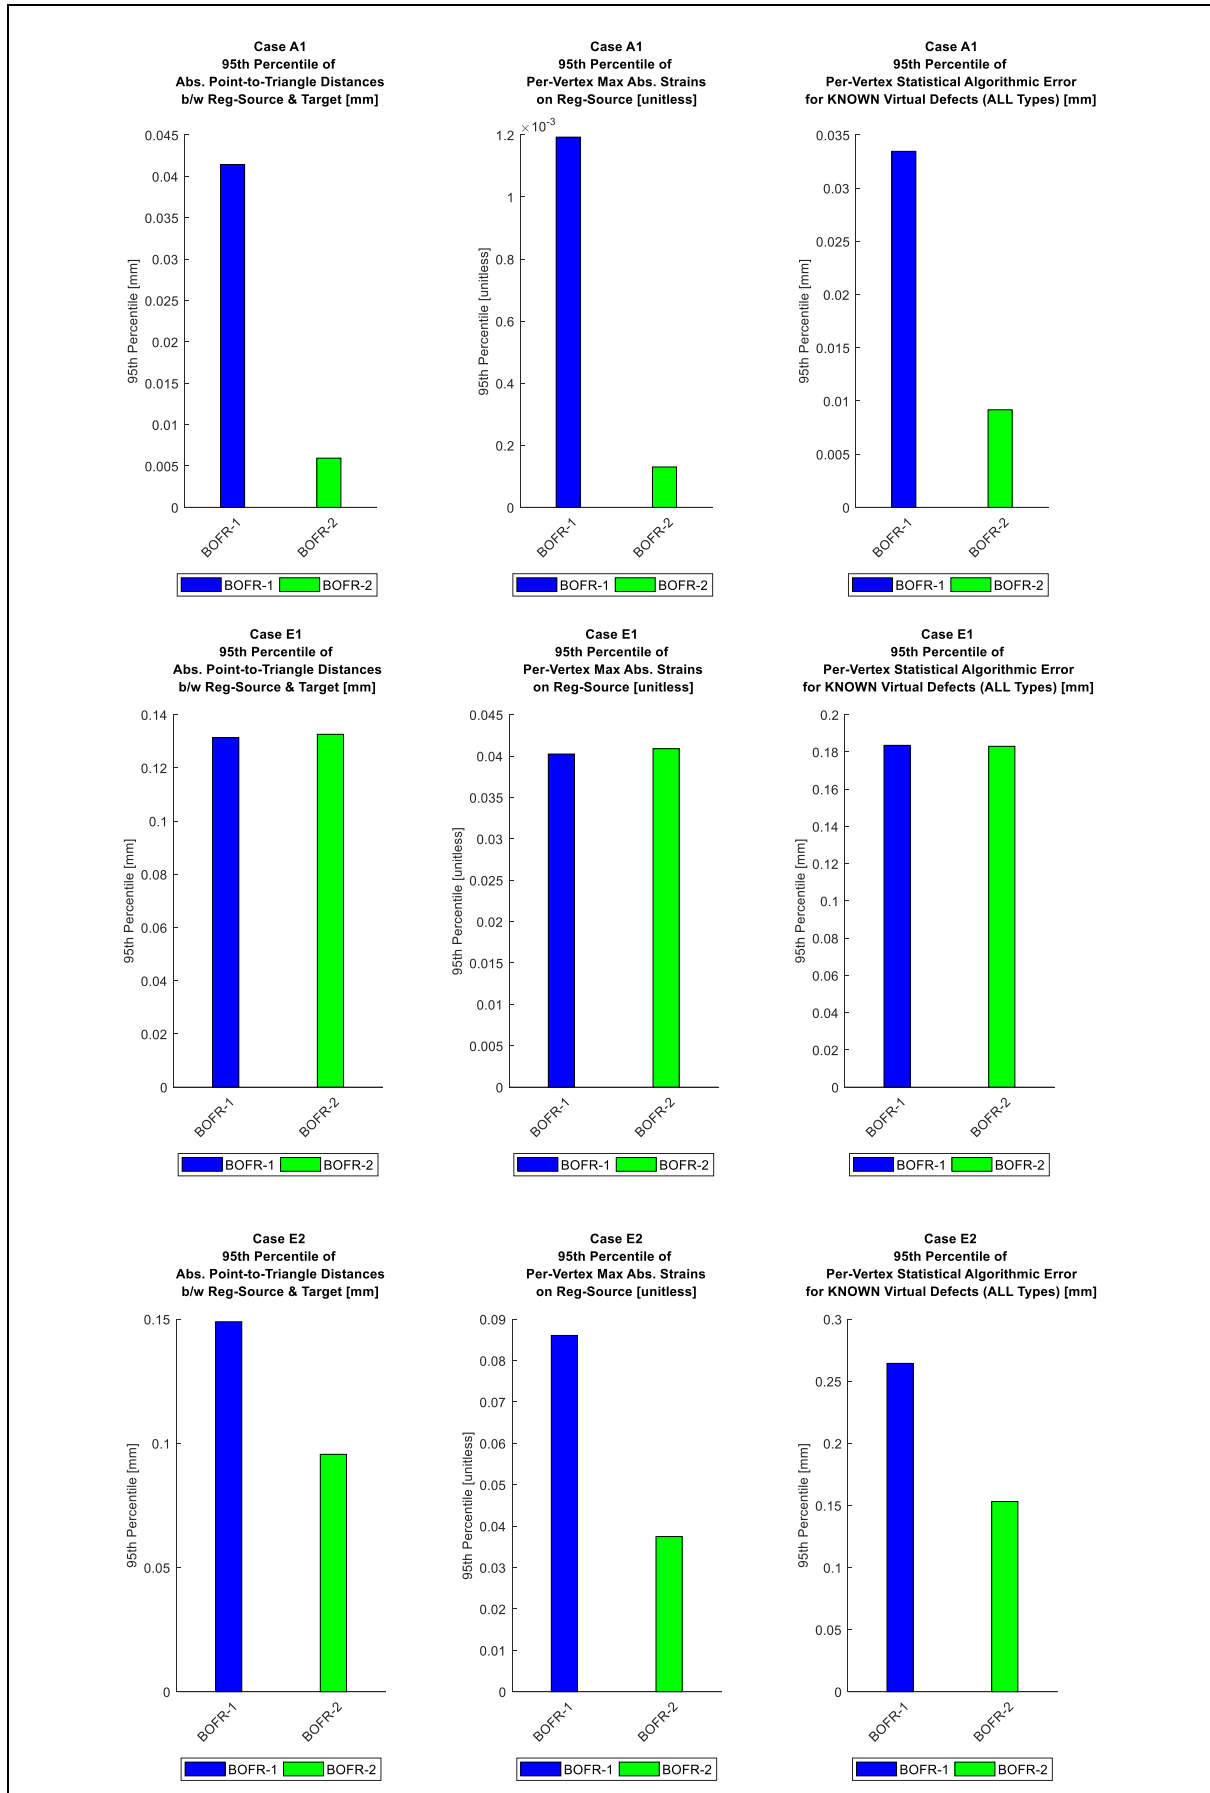 Case A1
95th Percentile of
Abs. Point-to-Triangle Distances
b/w Reg-Source & Target [mm]
0.045
0.04
0.035
0.03
0.025
0.02
0.015
0.01
0.005
0
95th Percentile [mm]
BOFR-1
BOFR-2
BOFR-1 BOFR-2
Case A1
95th Percentile of
Per-Vertex Max Abs. Strains
on Reg-Source [unitless]
×10-3
1.2
1
0.8
0.6
0.4
0.2
0
95th Percentile [unitless]
BOFR-1
BOFR-2
BOFR-1 BOFR-2
Case A1
95th Percentile of
Per-Vertex Statistical Algorithmic Error
for KNOWN Virtual Defects (ALL Types) [mm]
0.035
0.03
0.025
0.02
0.015
0.01
0.005
0
95th Percentile [mm]
BOFR-1
BOFR-2
BOFR-1 BOFR-2
Case E1
95th Percentile of
Abs. Point-to-Triangle Distances
b/w Reg-Source & Target [mm]
0.14
0.12
0.1
0.08
0.06
0.04
0.02
0
95th Percentile [mm]
BOFR-1
BOFR-2
BOFR-1 BOFR-2
Case E1
95th Percentile of
Per-Vertex Max Abs. Strains
on Reg-Source [unitless]
0.045
0.04
0.035
0.03
0.025
0.02
0.015
0.01
0.005
0
95th Percentile [unitless]
BOFR-1
BOFR-2
BOFR-1 BOFR-2
Case E1
95th Percentile of
Per-Vertex Statistical Algorithmic Error
for KNOWN Virtual Defects (ALL Types) [mm]
0.2
0.18
0.16
0.14
0.12
0.1
0.08
0.06
0.04
0.02
0
95th Percentile [mm]
BOFR-1
BOFR-2
BOFR-1 BOFR-2
Case E2
95th Percentile of
Abs. Point-to-Triangle Distances
b/w Reg-Source & Target [mm]
0.15
0.1
0.05
0
95th Percentile [mm]
BOFR-1
BOFR-2
BOFR-1 BOFR-2
Case E2
95th Percentile of
Per-Vertex Max Abs. Strains
on Reg-Source [unitless]
0.09
0.08
0.07
0.06
0.05
0.04
0.03
0.02
0.01
0
95th Percentile [unitless]
BOFR-1
BOFR-2
BOFR-1 BOFR-2
Case E2
95th Percentile of
Per-Vertex Statistical Algorithmic Error
for KNOWN Virtual Defects (ALL Types) [mm]
0.3
0.25
0.2
0.15
0.1
0.05
0
95th Percentile [mm]
BOFR-1
BOFR-2
BOFR-1 BOFR-2